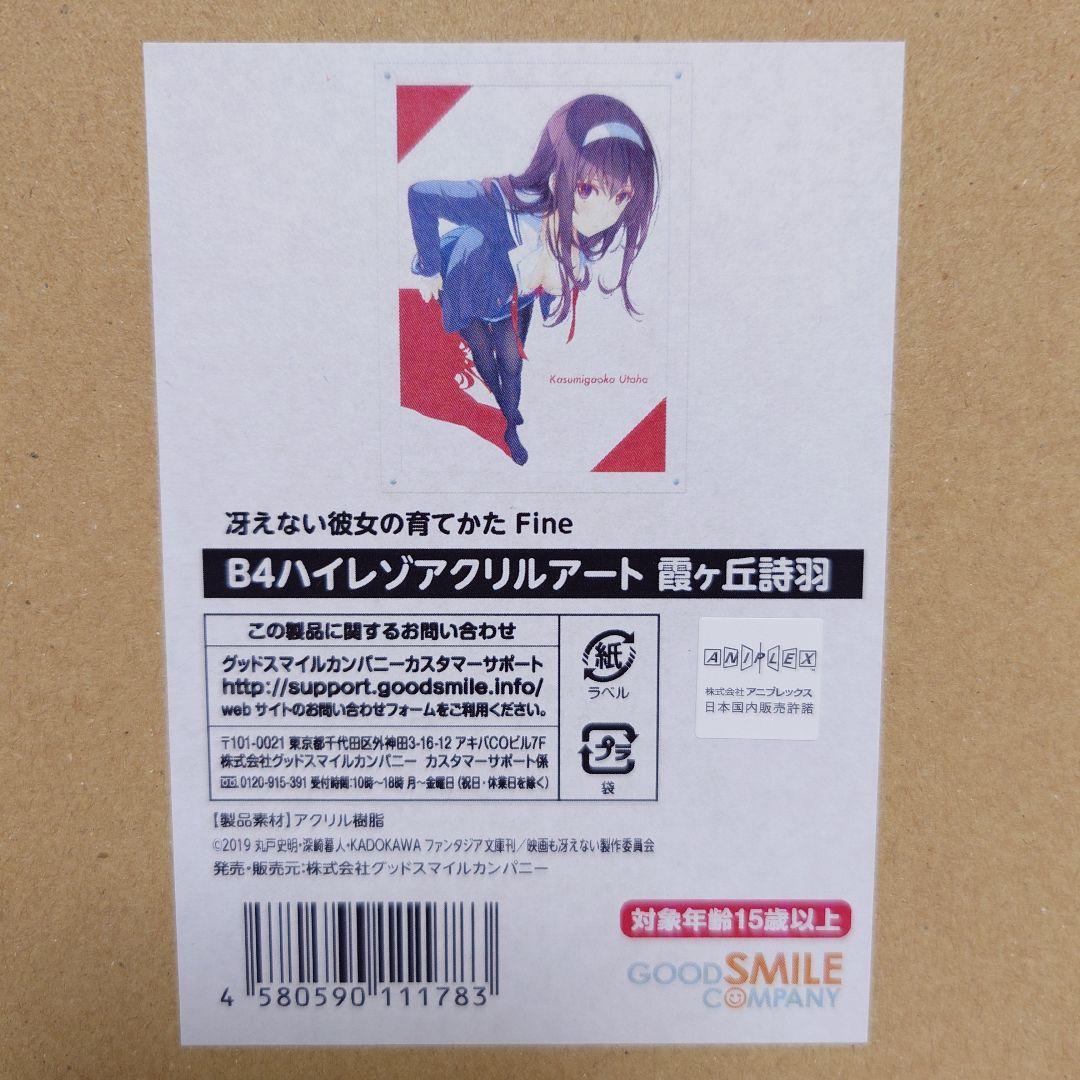 Kasumigaoka Utaha
冴えない彼女の育てかた Fine
B4ハイレゾアクリルアート 霞ヶ丘詩羽
この製品に関するお問い合わせ
グッドスマイルカンパニーカスタマーサポート
http://support.goodsmile.info/
webサイトのお問い合わせフォームをご利用ください。
〒101-0021 東京都千代田区外神田3-16-12 アキバCOビル7F
株式会社グッドスマイルカンパニー カスタマーサポート係
0120-915-391 受付時間:10時〜18時 月〜金曜日(祝日・休業日を除く)
紙
ラベル
プラ
袋
ANIPLEX
株式会社 アニプレックス
日本国内販売許諾
【製品素材】アクリル樹脂
©2019 丸戸史明・深崎暮人・KADOKAWA ファンタジア文庫刊/映画も冴えない製作委員会
発売・販売元:株式会社グッドスマイルカンパニー
対象年齢15歳以上
GOOD SMILE
COMPANY
4 580590 111783